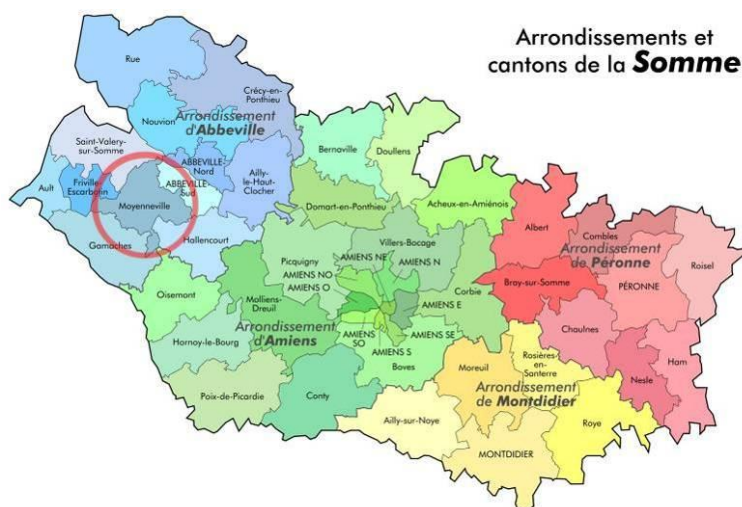 Arrondissements et
cantons de la Somme
Rue
Crécy-en-
Ponthieu
Nouvion
Arrondissement
d'Abbeville
Saint-Valery-
sur-Somme
ABBEVILLE-
Nord
Ailly-
le-Haut-
Clocher
Ault
Friville-
Escarbotin
ABBEVILLE-
Sud
Moyenneville
Gamaches
Hallencourt
Bernaville
Doullens
Domart-en-Ponthieu
Acheux-en-Amiénois
Albert
Combles
Arrondissement
de Péronne
Roisel
Picquigny
Villers-Bocage
AMIENS NE
AMIENS N
AMIENS NO
AMIENS O
Bray-sur-Somme
PÉRONNE
Oisemont
Molliens-
Dreuil
Corbie
AMIENS E
Chaulnes
Arrondissement
d'Amiens
AMIENS
SO
AMIENS SE
AMIENS S
Hornoy-le-Bourg
Boves
Rosières-
en-
Santerre
Moreuil
Ham
Nesle
Arrondissement
de Montdidier
Poix-de-Picardie
Conty
Ailly-sur-Noye
Roye
MONTDIDIER